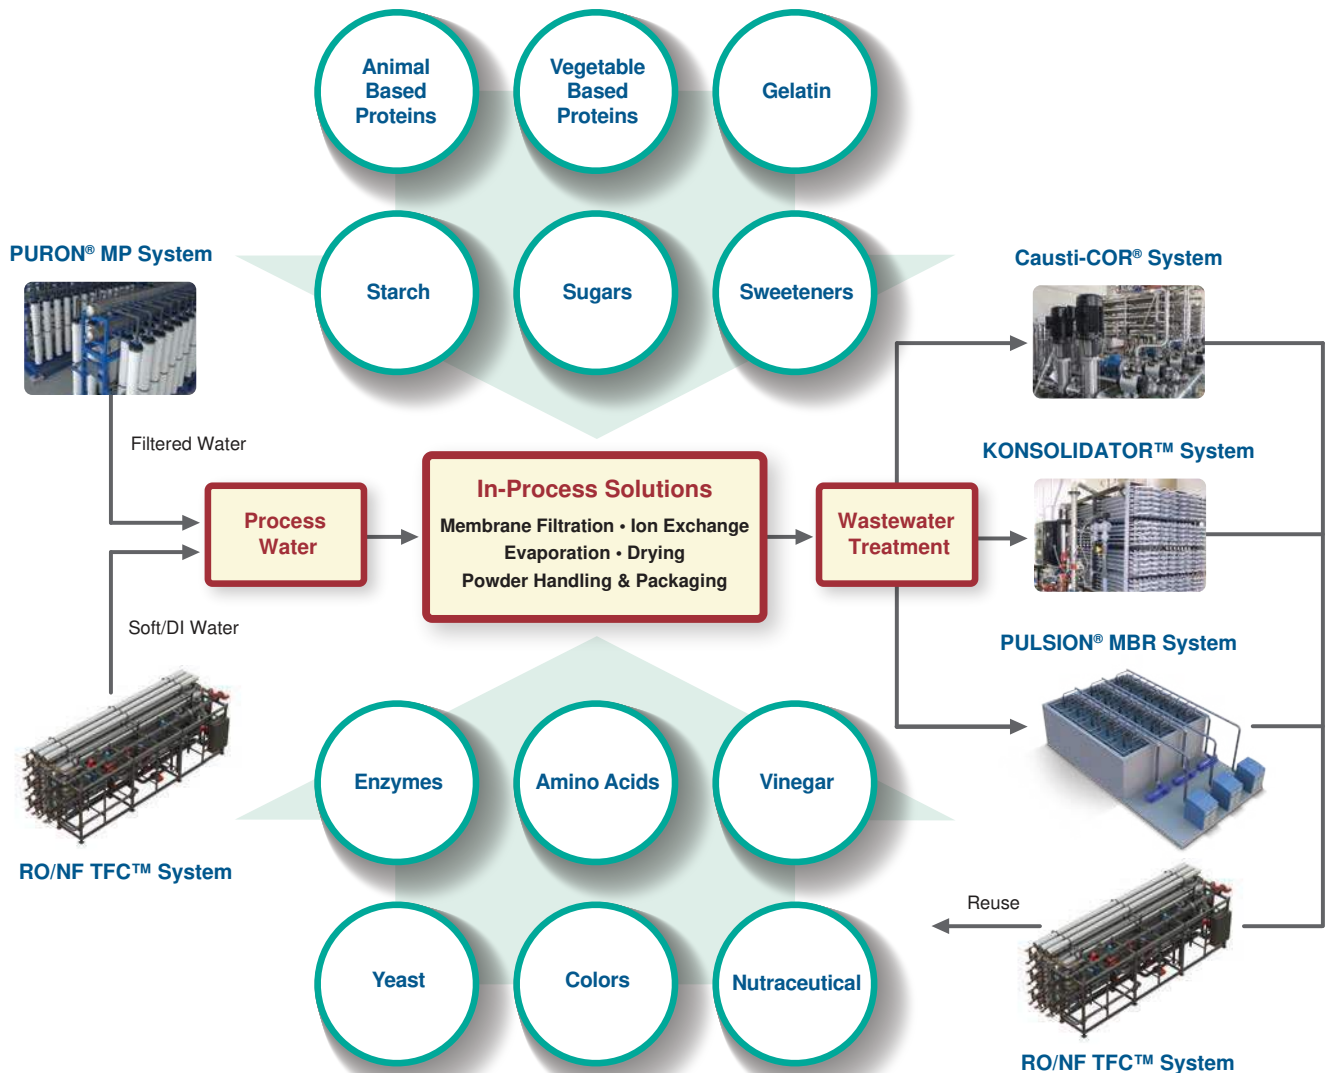 Animal
Based
Proteins
Vegetable
Based
Proteins
Gelatin
PURON® MP System
Starch
Sugars
Sweeteners
Causti-COR® System
Filtered Water
KONSOLIDATOR™ System
Process
Water
In-Process Solutions
Membrane Filtration • Ion Exchange
Evaporation • Drying
Powder Handling & Packaging
Wastewater
Treatment
Soft/DI Water
PULSION® MBR System
Enzymes
Amino Acids
Vinegar
RO/NF TFC™ System
Reuse
Yeast
Colors
Nutraceutical
RO/NF TFC™ System